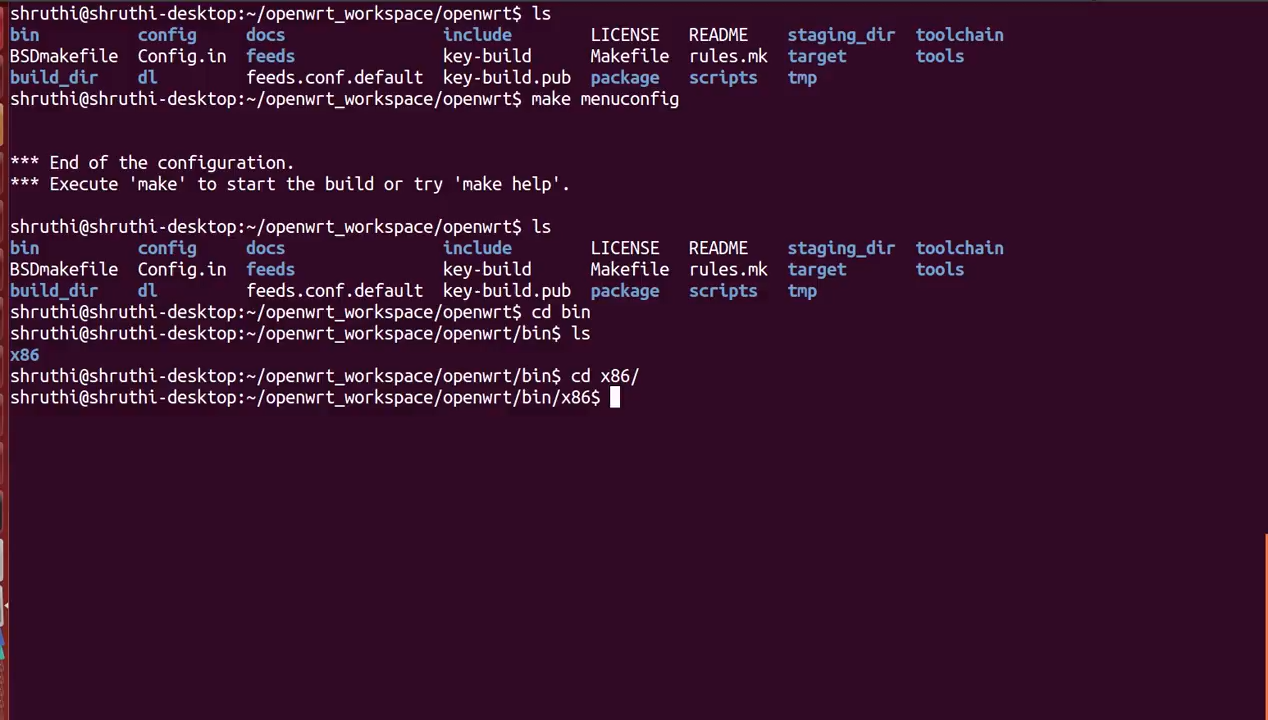 shruthi@shruthi-desktop:~/openwrt_workspace/openwrt$ ls
bin config docs include LICENSE README staging_dir toolchain
BSDmakefile Config.in feeds key-build Makefile rules.mk target tools
build_dir dl feeds.conf.default key-build.pub package scripts tmp
shruthi@shruthi-desktop:~/openwrt_workspace/openwrt$ make menuconfig
*** End of the configuration.
*** Execute 'make' to start the build or try 'make help'.
shruthi@shruthi-desktop:~/openwrt_workspace/openwrt$ ls
bin config docs include LICENSE README staging_dir toolchain
BSDmakefile Config.in feeds key-build Makefile rules.mk target tools
build_dir dl feeds.conf.default key-build.pub package scripts tmp
shruthi@shruthi-desktop:~/openwrt_workspace/openwrt$ cd bin
shruthi@shruthi-desktop:~/openwrt_workspace/openwrt/bin$ ls
x86
shruthi@shruthi-desktop:~/openwrt_workspace/openwrt/bin$ cd x86/
shruthi@shruthi-desktop:~/openwrt_workspace/openwrt/bin/x86$